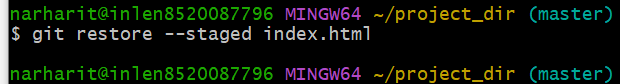 narharit@inlen8520087796 MINGW64 ~/project_dir (master)
$ git restore --staged index.html
narharit@inlen8520087796 MINGW64 ~/project_dir (master)